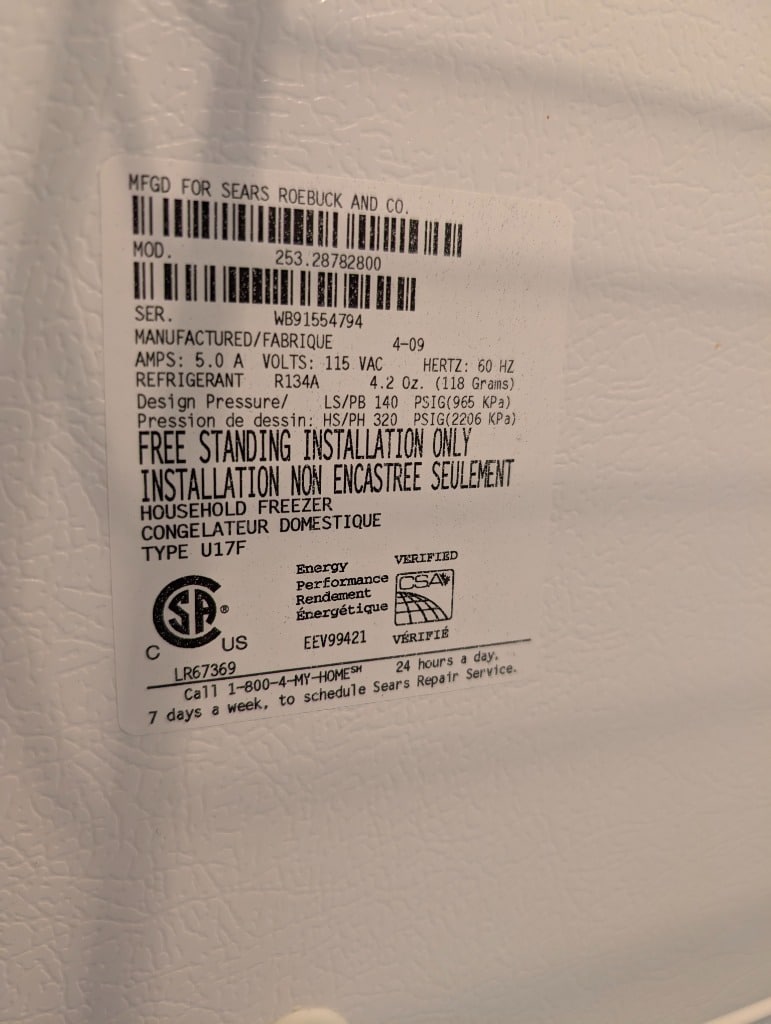 MFGD FOR SEARS ROEBUCK AND CO.
MOD. 253.28782800
SER. WB91554794
MANUFACTURED/FABRIQUE 4-09
AMPS: 5.0 A VOLTS: 115 VAC HERTZ: 60 HZ
REFRIGERANT R134A 4.2 Oz. (118 Grams)
Design Pressure/ LS/PB 140 PSIG(965 KPa)
Pression de dessin: HS/PH 320 PSIG(2206 KPa)
FREE STANDING INSTALLATION ONLY
INSTALLATION NON ENCASTREE SEULEMENT
HOUSEHOLD FREEZER
CONGELATEUR DOMESTIQUE
TYPE U17F
Energy
Performance
Rendement
Énergétique
EEV99421
VERIFIED
CSA
VÉRIFIÉ
C SA ® US
LR67369
Call 1-800-4-MY-HOME℠ 24 hours a day,
7 days a week, to schedule Sears Repair Service.